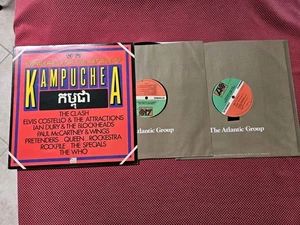 KAMPUCHEA
កម្ពុជា
THE CLASH
ELVIS COSTELLO & THE ATTRACTIONS
IAN DURY & THE BLOCKHEADS
PAUL McCARTNEY & WINGS
PRETENDERS QUEEN ROCKESTRA
ROCKPILE THE SPECIALS
THE WHO
The Atlantic Group
The Atlantic Group